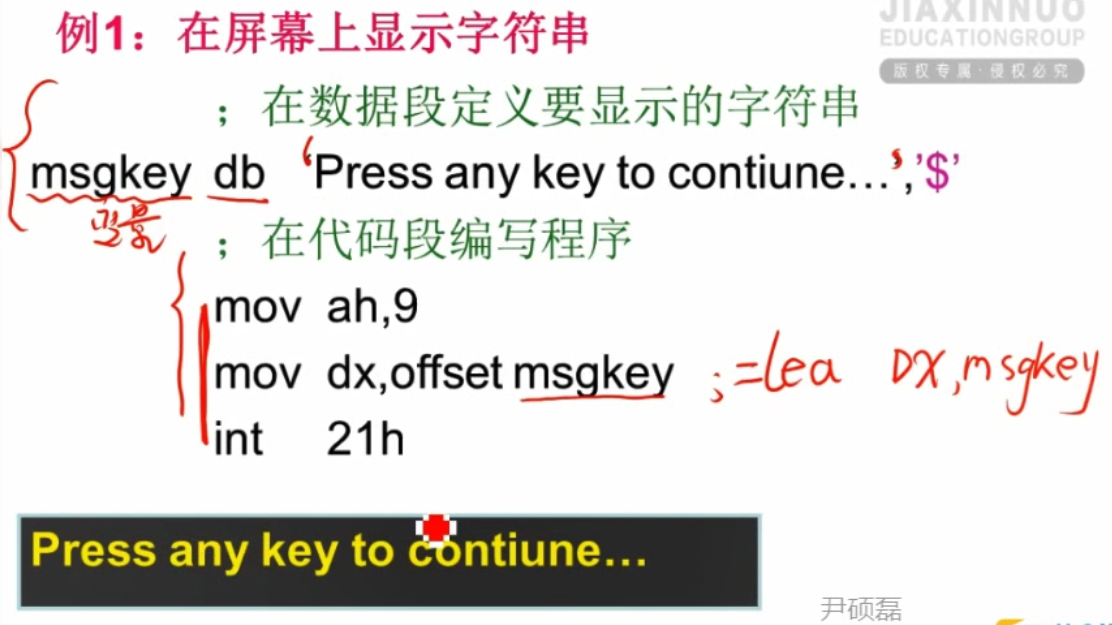 JIAXINNUO
EDUCATIONGROUP
版权专属·侵权必究
例1：在屏幕上显示字符串
；在数据段定义要显示的字符串
msgkey db ‘Press any key to contiune…’,’$’
变量
；在代码段编写程序
mov ah,9
mov dx,offset msgkey ;=Lea DX,msgkey
int 21h
Press any key to contiune…
尹硕磊